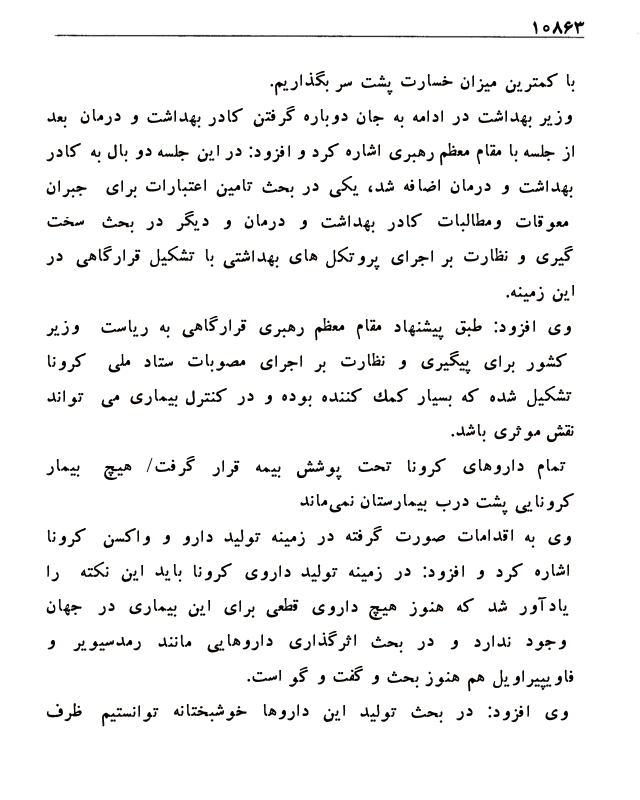 ۱۰۸۶۳
با کمترین میزان خسارت پشت سر بگذاریم.
وزیر بهداشت در ادامه به جان دوباره گرفتن کادر بهداشت و درمان بعد
از جلسه با مقام معظم رهبری اشاره کرد و افزود: در این جلسه دو بال به کادر
بهداشت و درمان اضافه شد، یکی در بحث تامین اعتبارات برای جبران
معوقات ومطالبات کادر بهداشت و درمان و دیگر در بحث سخت
گیری و نظارت بر اجرای پروتکل های بهداشتی با تشکیل قرارگاهی در
این زمینه.
وی افزود: طبق پیشنهاد مقام معظم رهبری قرارگاهی به ریاست وزیر
کشور برای پیگیری و نظارت بر اجرای مصوبات ستاد ملی کرونا
تشکیل شده که بسیار کمك کننده بوده و در کنترل بیماری می تواند
نقش موثری باشد.
تمام داروهای کرونا تحت پوشش بیمه قرار گرفت/ هیچ بیمار
کرونایی پشت درب بیمارستان نمی‌ماند
وی به اقدامات صورت گرفته در زمینه تولید دارو و واکسن کرونا
اشاره کرد و افزود: در زمینه تولید داروی کرونا باید این نکته را
یادآور شد که هنوز هیچ داروی قطعی برای این بیماری در جهان
وجود ندارد و در بحث اثرگذاری داروهایی مانند رمدسیویر و
فاویپیراویل هم هنوز بحث و گفت و گو است.
وی افزود: در بحث تولید این داروها خوشبختانه توانستیم ظرف